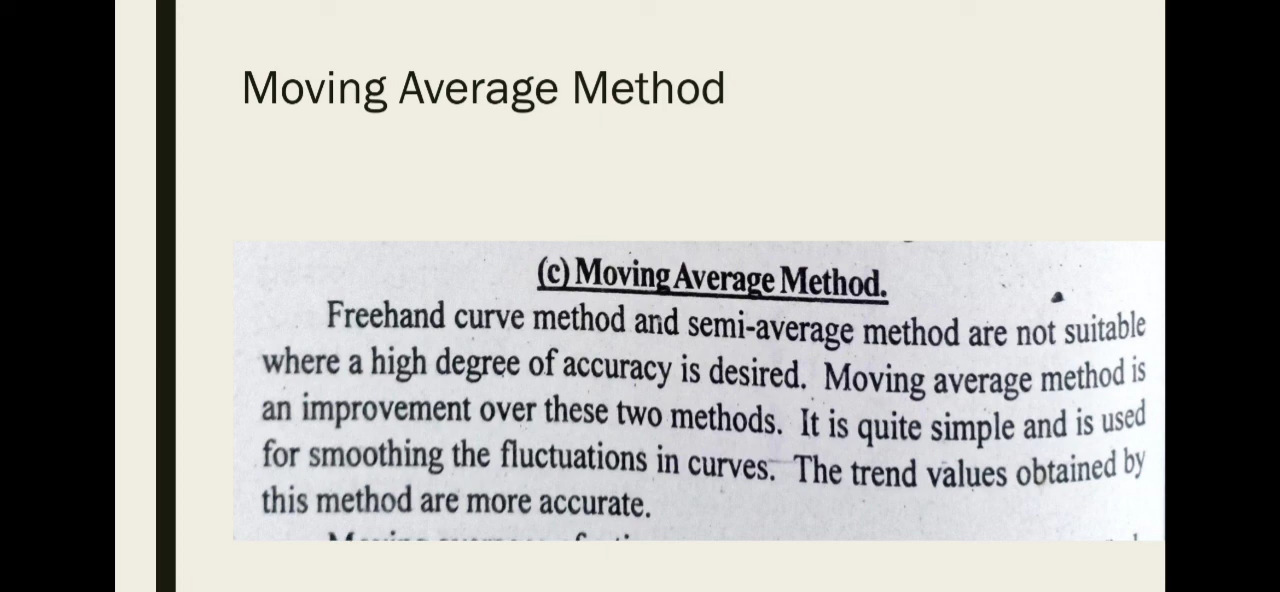 Moving Average Method
(c) Moving Average Method.
Freehand curve method and semi-average method are not suitable
where a high degree of accuracy is desired. Moving average method is
an improvement over these two methods. It is quite simple and is used
for smoothing the fluctuations in curves. The trend values obtained by
this method are more accurate.